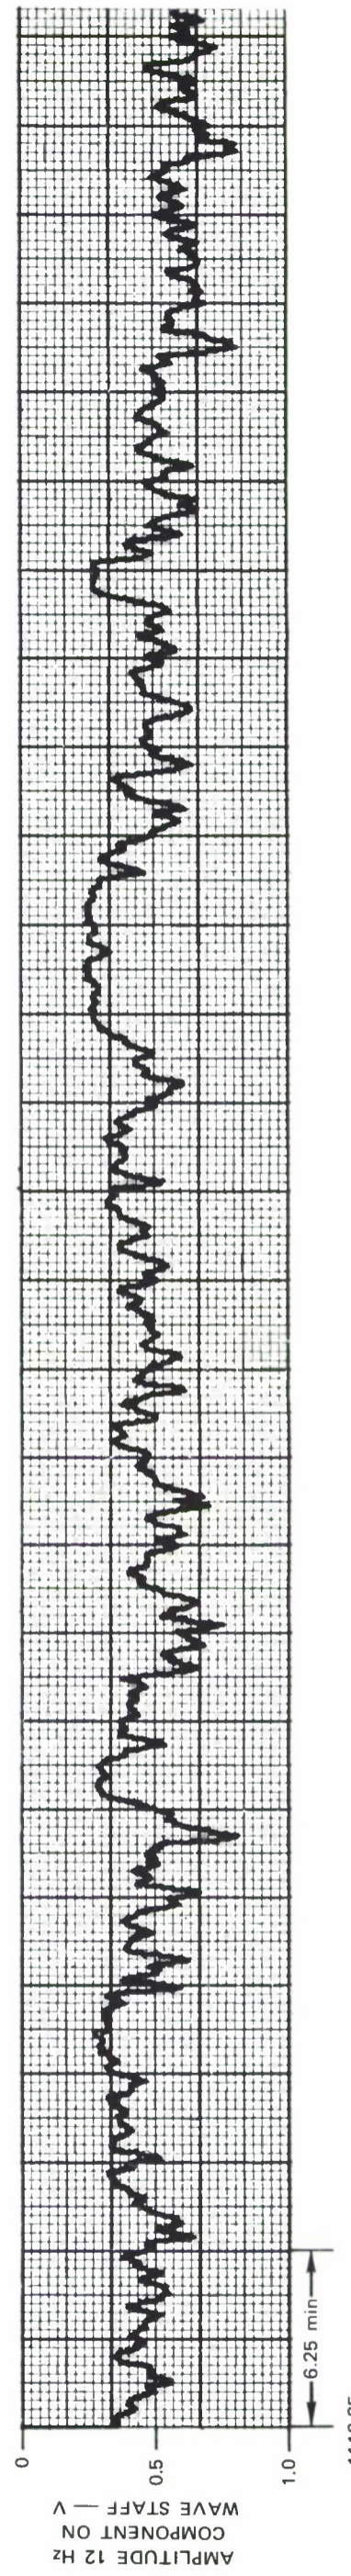 AMPLITUDE 12 Hz
COMPONENT ON
WAVE STAFF — V
0
0.5
1.0
6.25 min